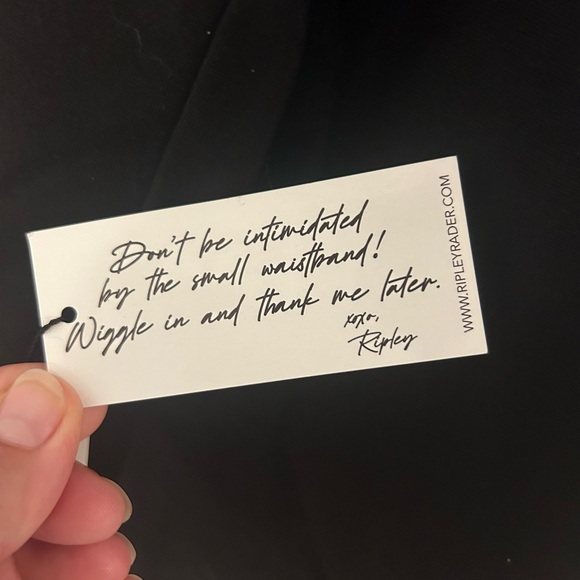 Don't be intimidated
by the small waistband!
Wiggle in and thank me later.
xoxo,
Ripley
WWW.RIPLEYRADER.COM